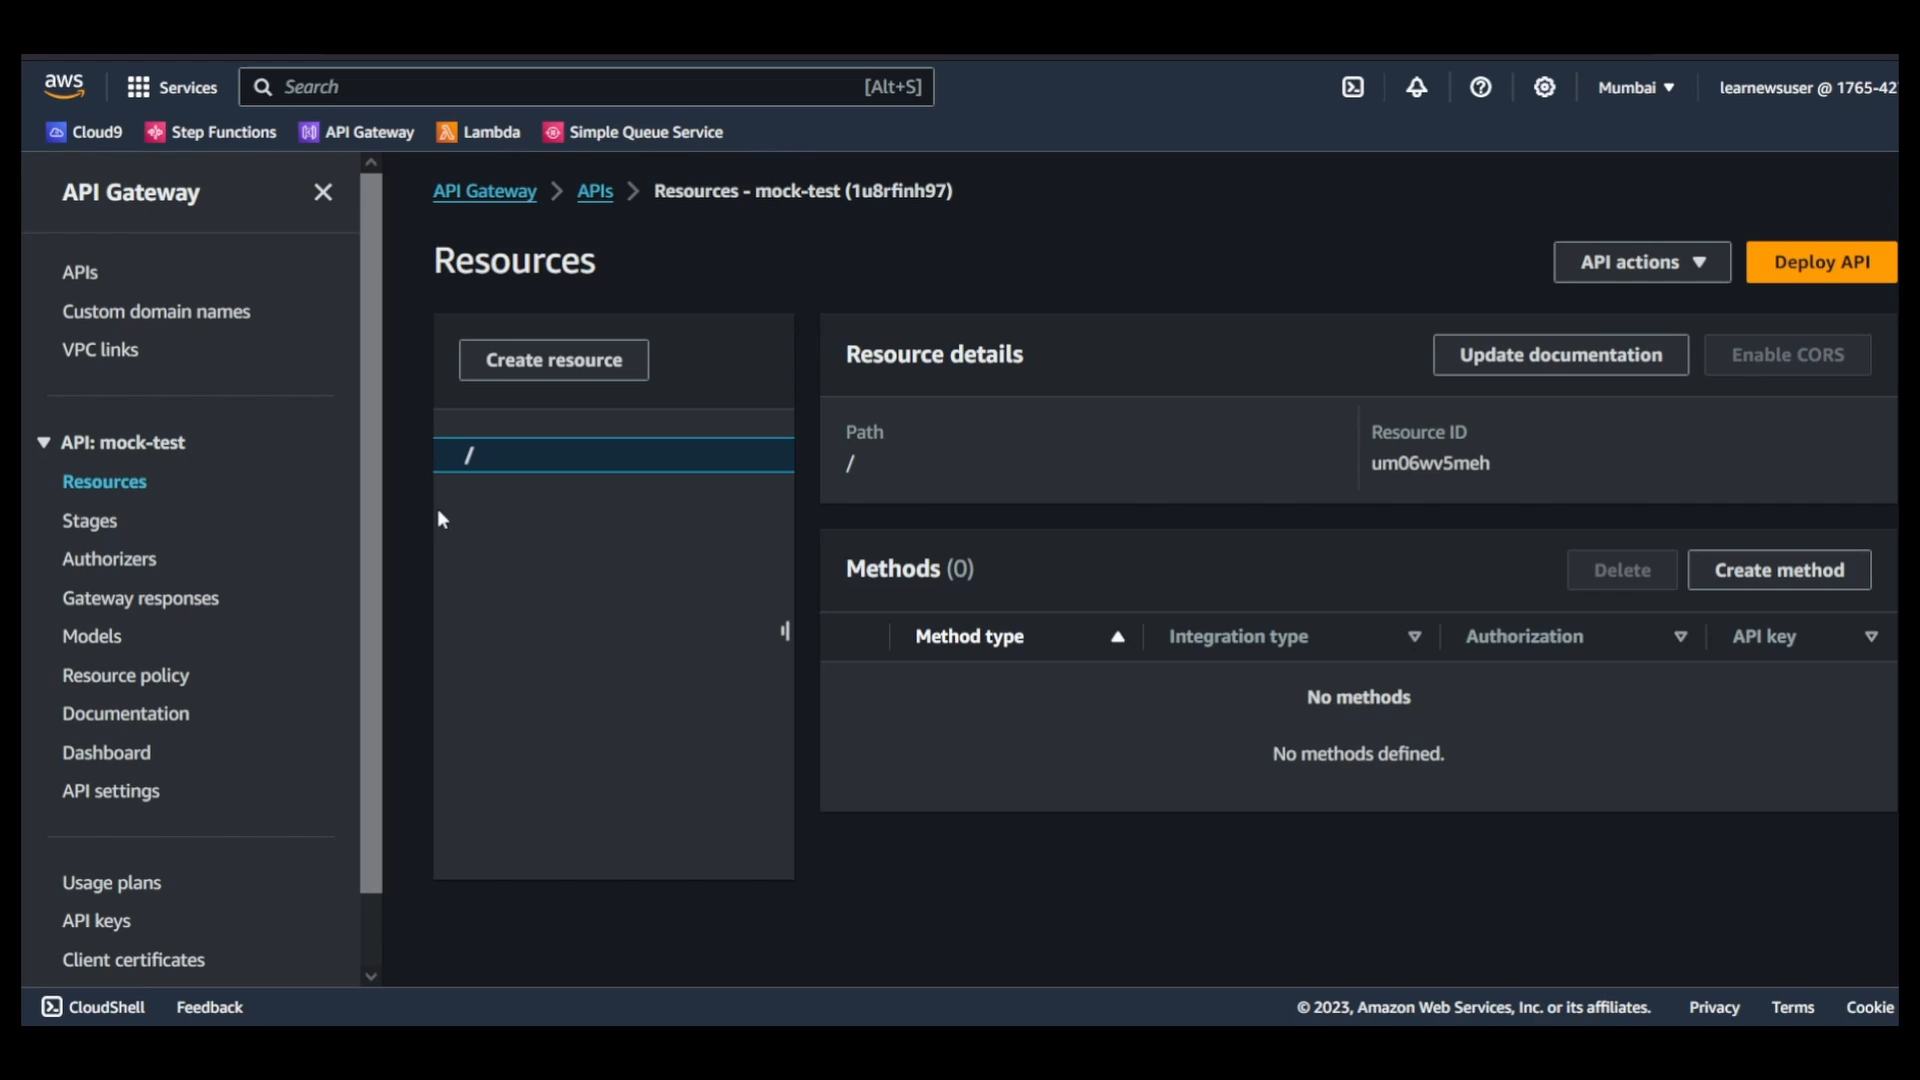 aws Services Search [Alt+S] Mumbai ▼ learnewsuser @ 1765-42
Cloud9 Step Functions API Gateway Lambda Simple Queue Service
API Gateway
APIs
Custom domain names
VPC links
▼ API: mock-test
Resources
Stages
Authorizers
Gateway responses
Models
Resource policy
Documentation
Dashboard
API settings
Usage plans
API keys
Client certificates
API Gateway > APIs > Resources - mock-test (1u8rfinh97)
Resources
API actions ▼ Deploy API
Create resource
/
Resource details
Update documentation Enable CORS
Path Resource ID
/ um06wv5meh
Methods (0)
Delete Create method
Method type ▲ Integration type ▽ Authorization ▽ API key ▽
No methods
No methods defined.
CloudShell Feedback © 2023, Amazon Web Services, Inc. or its affiliates. Privacy Terms Cookie